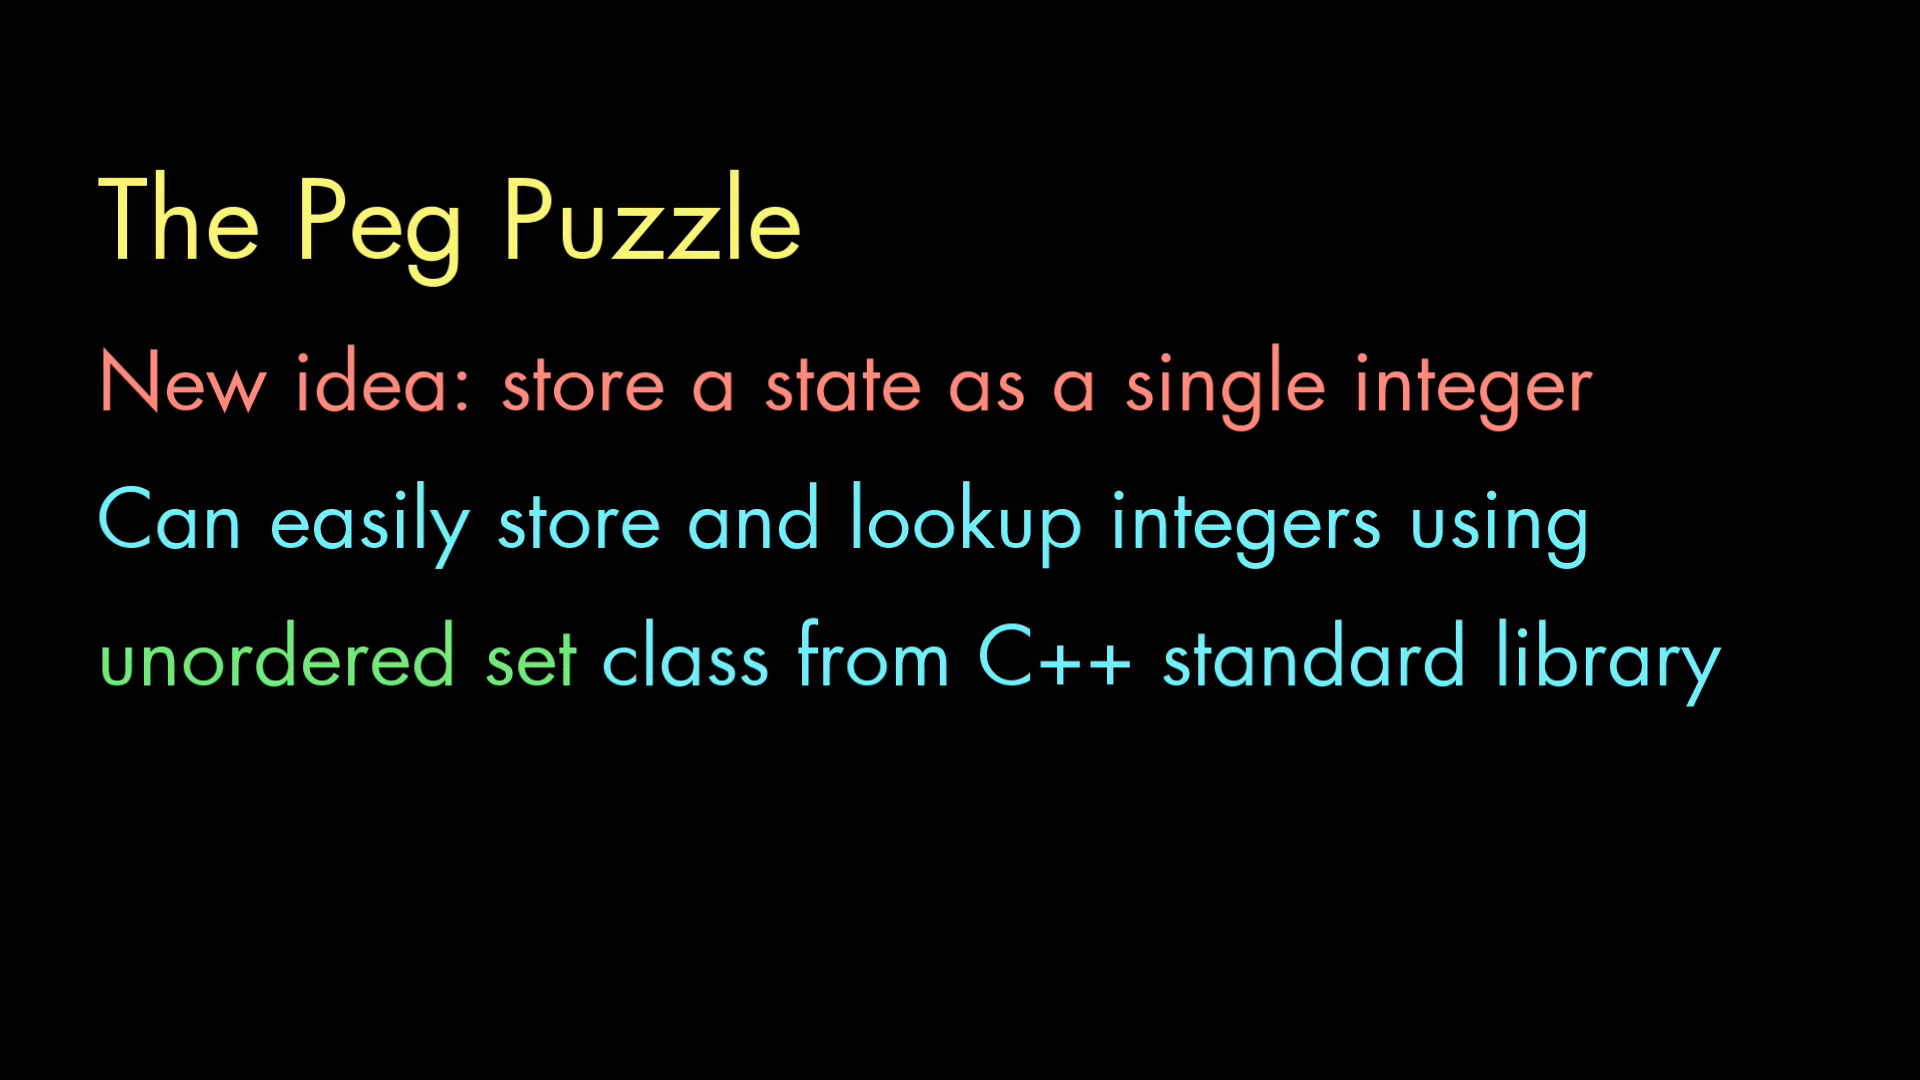 The Peg Puzzle
New idea: store a state as a single integer
Can easily store and lookup integers using
unordered set class from C++ standard library